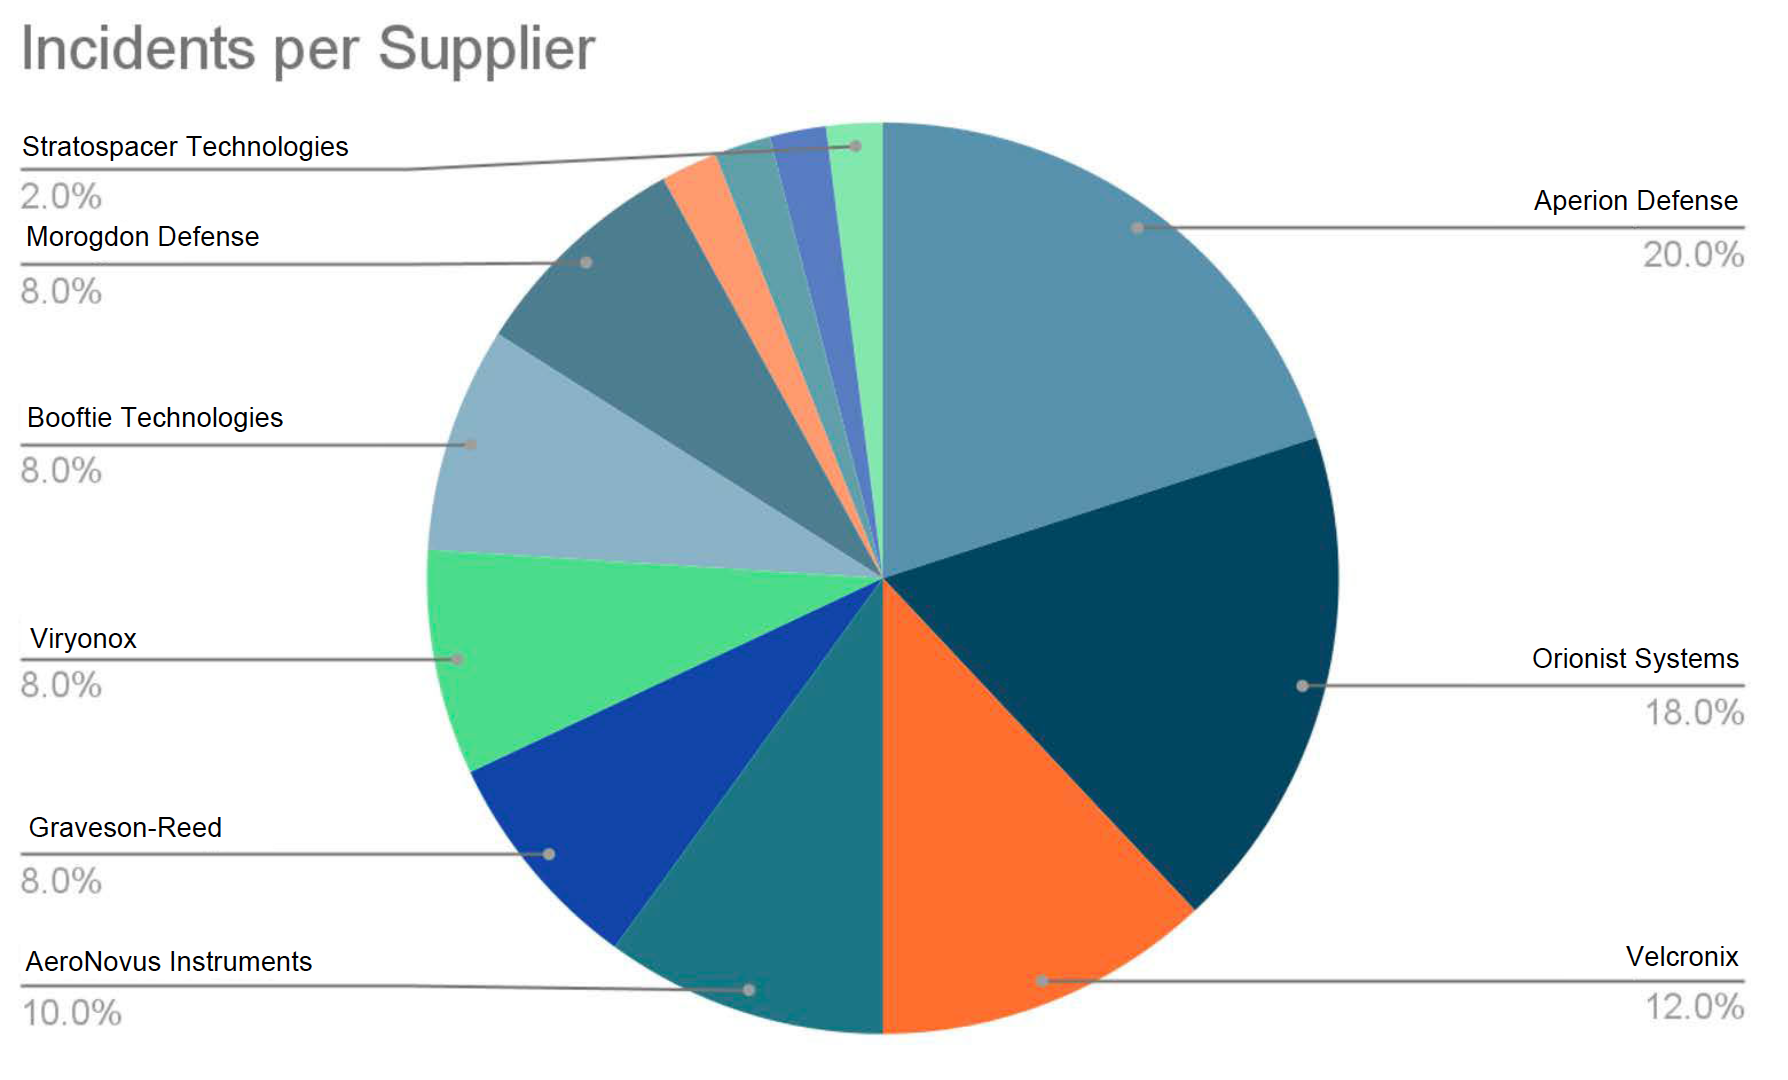 Incidents per Supplier
Stratospacer Technologies
2.0%
Morogdon Defense
8.0%
Booftie Technologies
8.0%
Viryonox
8.0%
Graveson-Reed
8.0%
AeroNovus Instruments
10.0%
Aperion Defense
20.0%
Orionist Systems
18.0%
Velcronix
12.0%